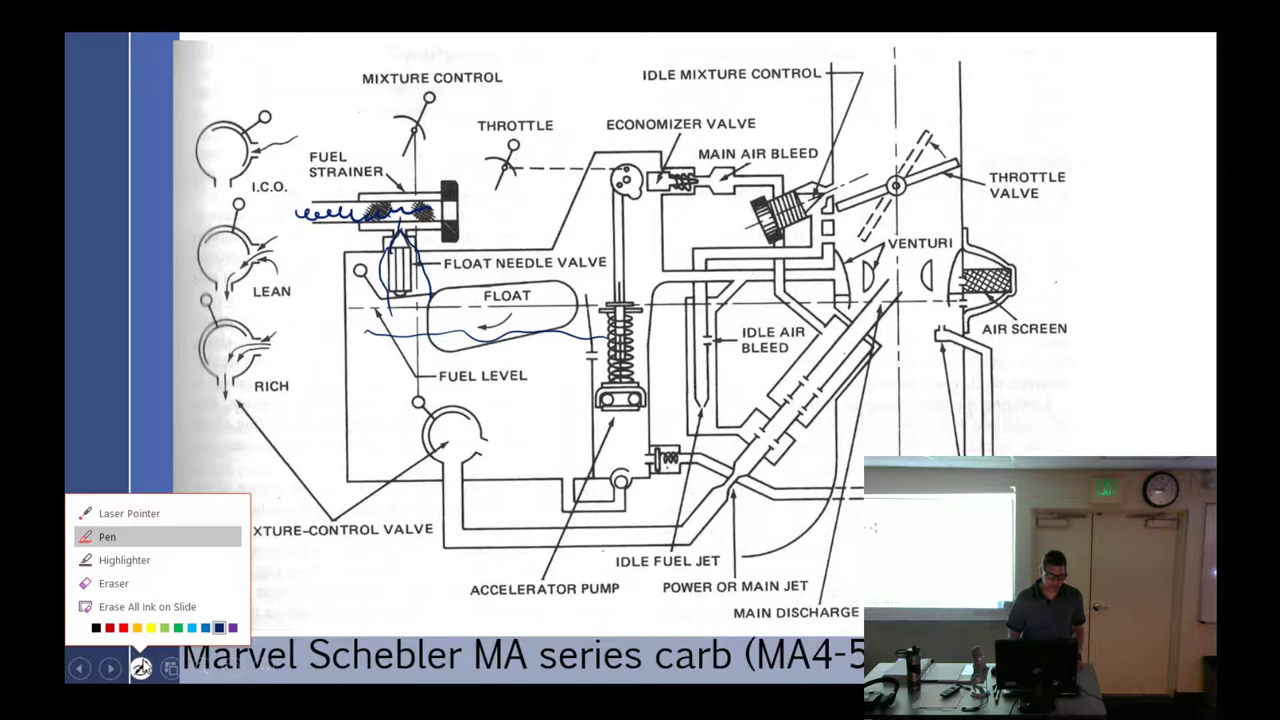 MIXTURE CONTROL
IDLE MIXTURE CONTROL
THROTTLE
ECONOMIZER VALVE
MAIN AIR BLEED
FUEL
STRAINER
I.C.O.
THROTTLE
VALVE
VENTURI
FLOAT NEEDLE VALVE
LEAN
FLOAT
AIR SCREEN
IDLE AIR
BLEED
FUEL LEVEL
RICH
Laser Pointer
Pen
Highlighter
Eraser
Erase All Ink on Slide
XTURE-CONTROL VALVE
EXIT
IDLE FUEL JET
ACCELERATOR PUMP
POWER OR MAIN JET
MAIN DISCHARGE
Marvel Schebler MA series carb (MA4-5